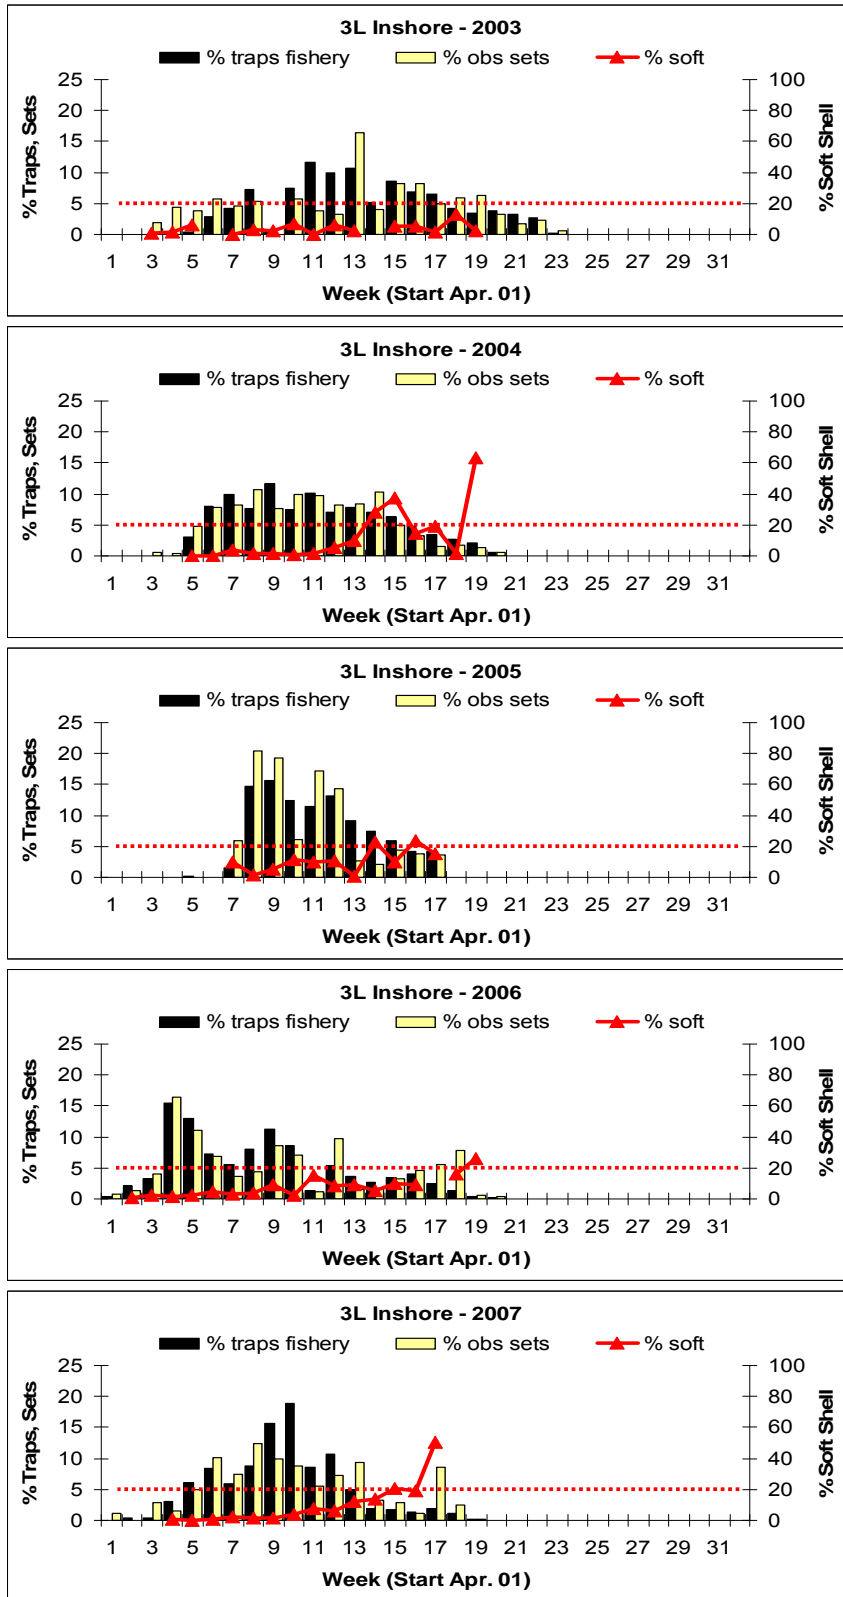 3L Inshore - 2003
% traps fishery % obs sets % soft
25 100
20 80
15 60
10 40
5 20
0 0
% Traps, Sets
% Soft Shell
1 3 5 7 9 11 13 15 17 19 21 23 25 27 29 31
Week (Start Apr. 01)
3L Inshore - 2004
% traps fishery % obs sets % soft
25 100
20 80
15 60
10 40
5 20
0 0
% Traps, Sets
% Soft Shell
1 3 5 7 9 11 13 15 17 19 21 23 25 27 29 31
Week (Start Apr. 01)
3L Inshore - 2005
% traps fishery % obs sets % soft
25 100
20 80
15 60
10 40
5 20
0 0
% Traps, Sets
% Soft Shell
1 3 5 7 9 11 13 15 17 19 21 23 25 27 29 31
Week (Start Apr. 01)
3L Inshore - 2006
% traps fishery % obs sets % soft
25 100
20 80
15 60
10 40
5 20
0 0
% Traps, Sets
% Soft Shell
1 3 5 7 9 11 13 15 17 19 21 23 25 27 29 31
Week (Start Apr. 01)
3L Inshore - 2007
% traps fishery % obs sets % soft
25 100
20 80
15 60
10 40
5 20
0 0
% Traps, Sets
% Soft Shell
1 3 5 7 9 11 13 15 17 19 21 23 25 27 29 31
Week (Start Apr. 01)